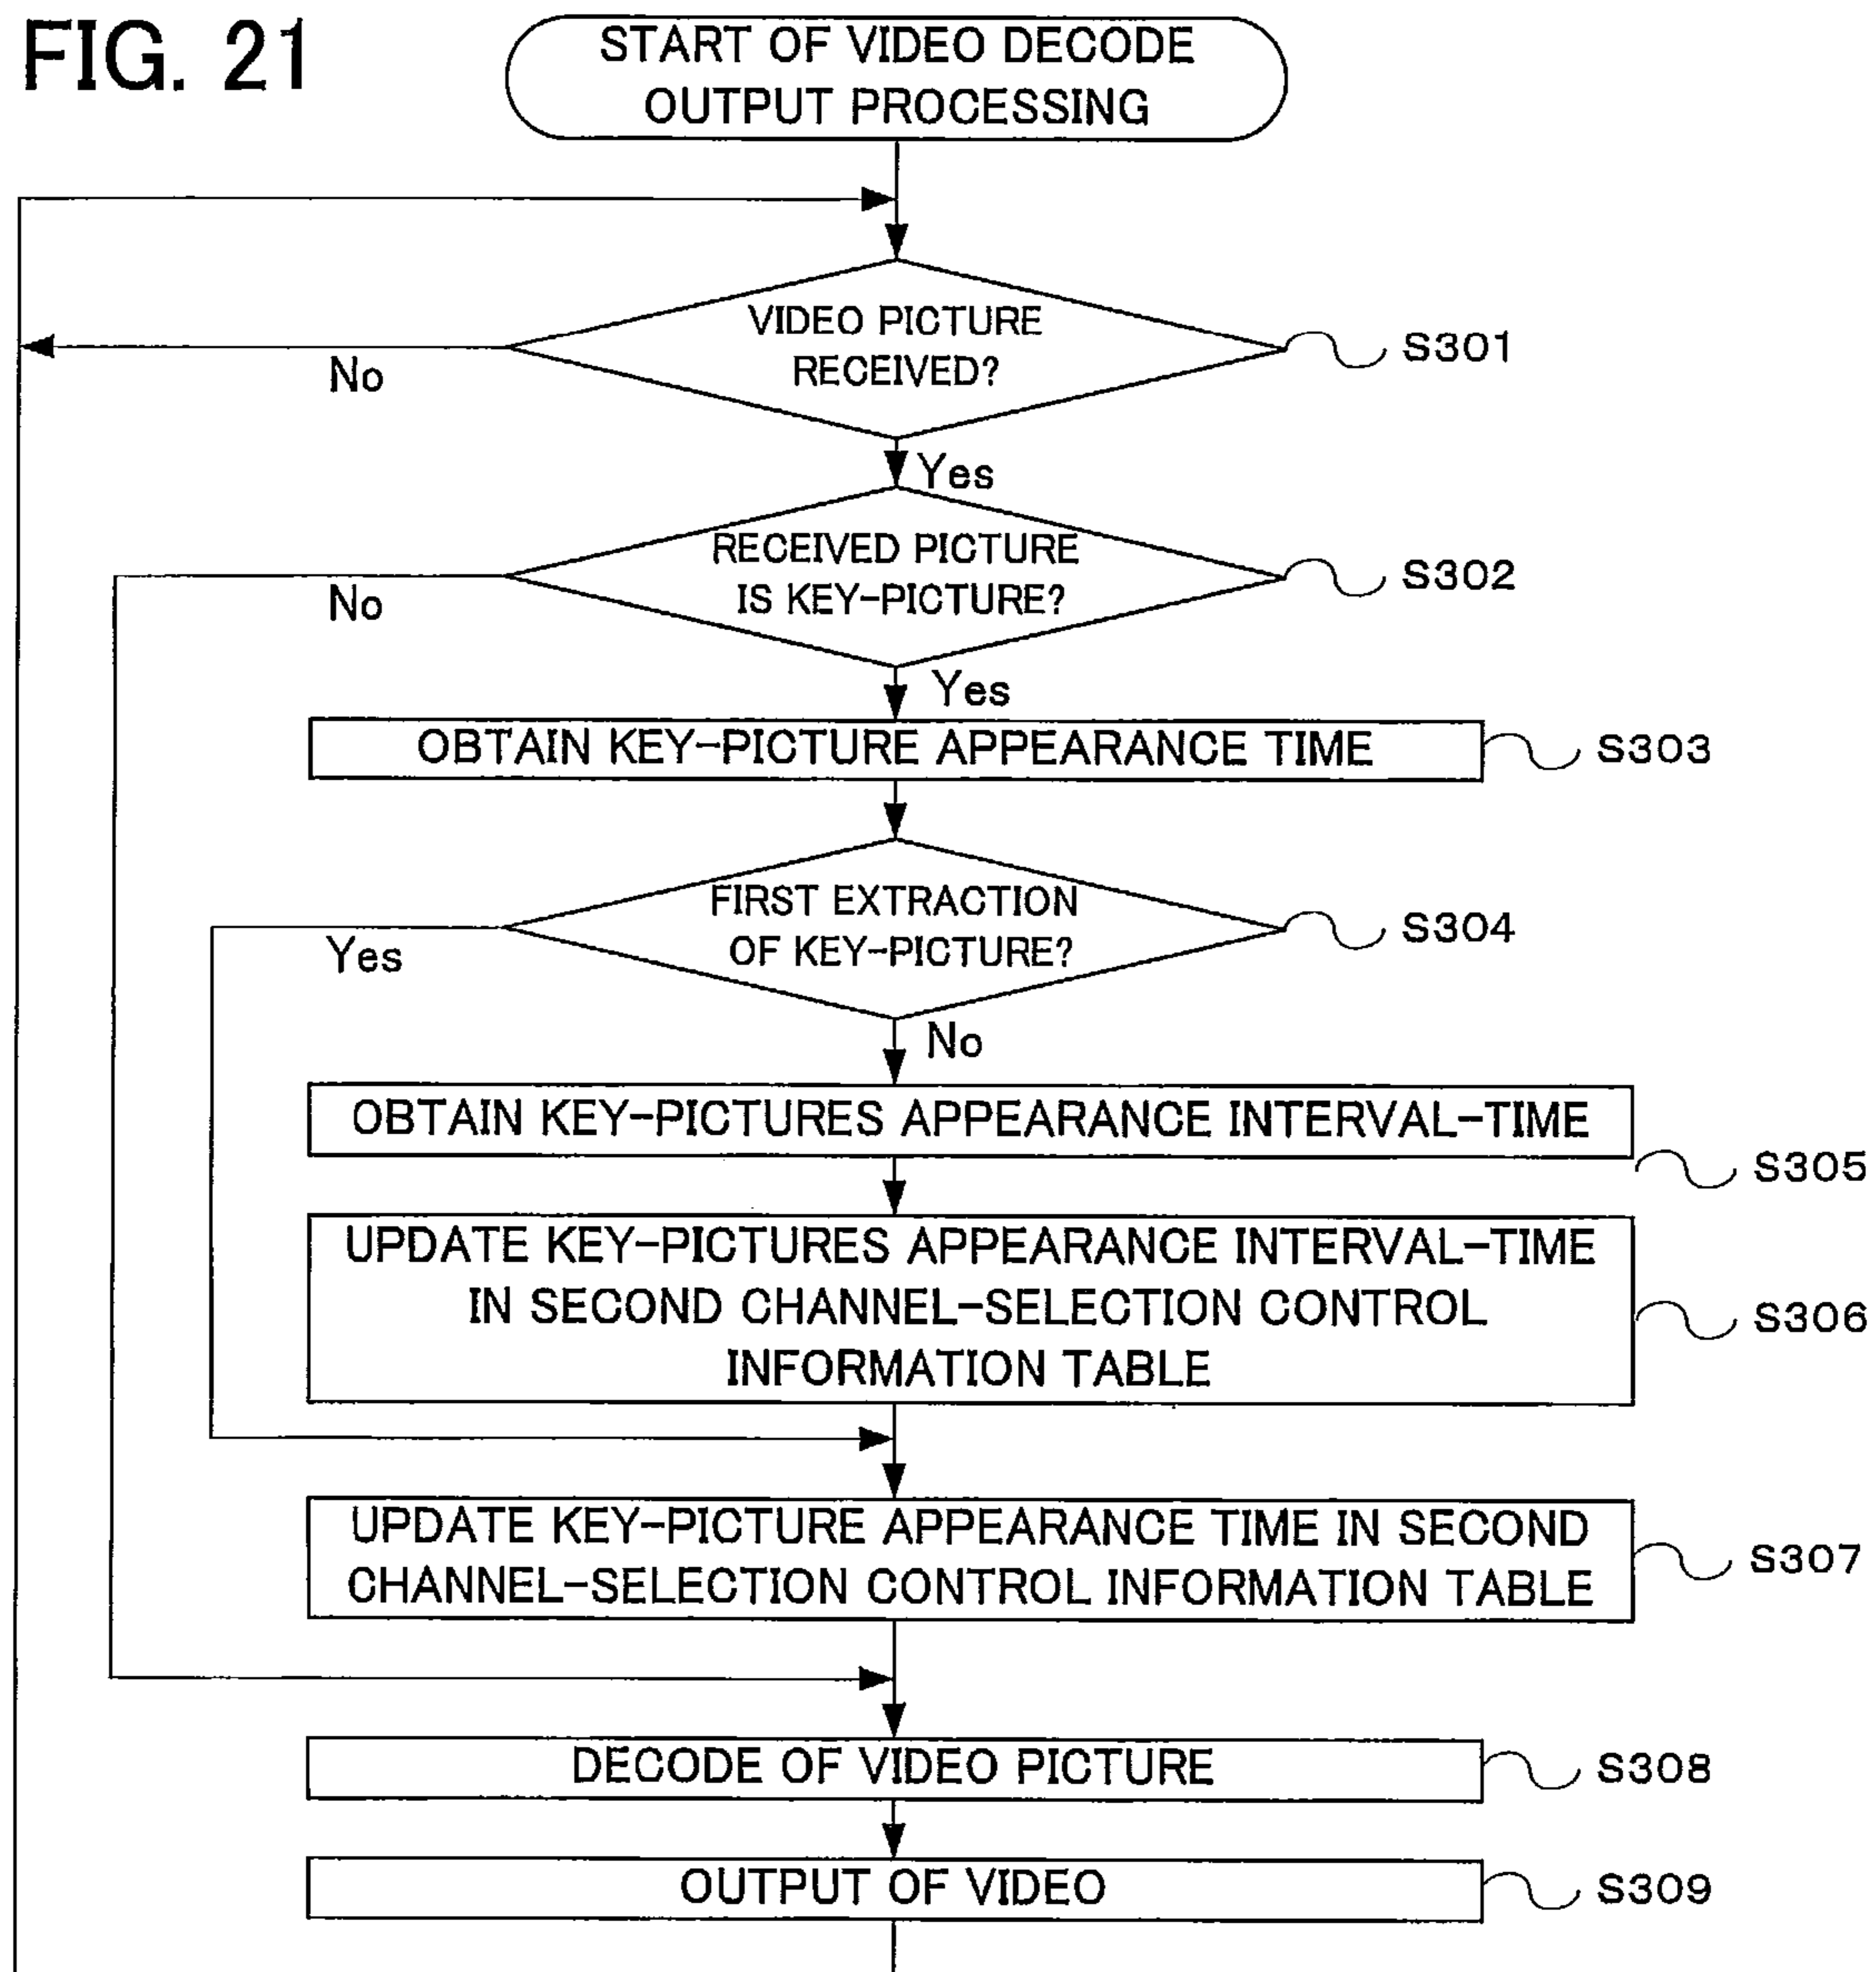 FIG. 21
START OF VIDEO DECODE
OUTPUT PROCESSING
VIDEO PICTURE
RECEIVED?
S301
No
Yes
RECEIVED PICTURE
IS KEY-PICTURE?
S302
No
Yes
OBTAIN KEY-PICTURE APPEARANCE TIME
S303
FIRST EXTRACTION
OF KEY-PICTURE?
S304
Yes
No
OBTAIN KEY-PICTURES APPEARANCE INTERVAL-TIME
S305
UPDATE KEY-PICTURES APPEARANCE INTERVAL-TIME
IN SECOND CHANNEL-SELECTION CONTROL
INFORMATION TABLE
S306
UPDATE KEY-PICTURE APPEARANCE TIME IN SECOND
CHANNEL-SELECTION CONTROL INFORMATION TABLE
S307
DECODE OF VIDEO PICTURE
S308
OUTPUT OF VIDEO
S309